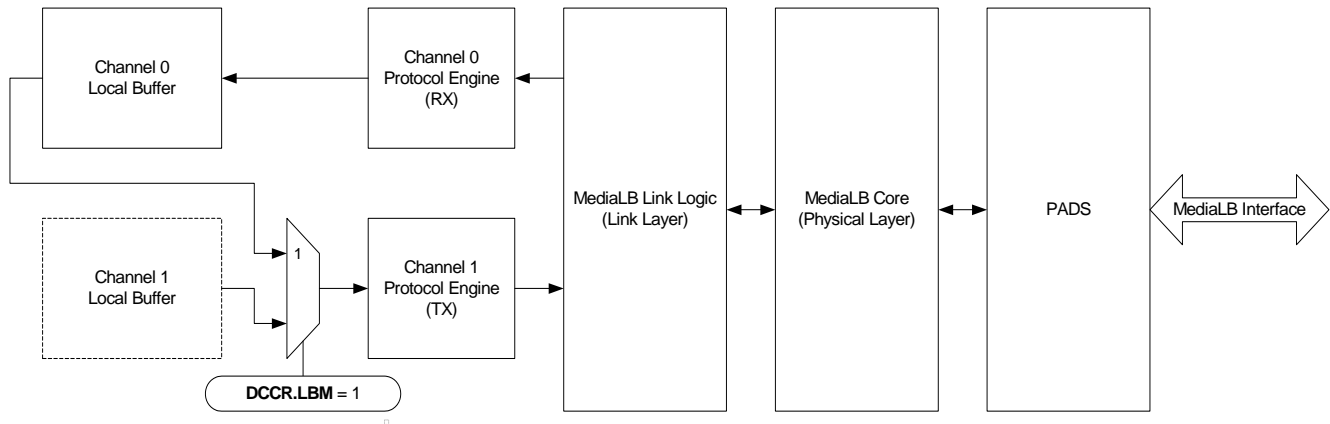 Channel 0
Local Buffer
Channel 0
Protocol Engine
(RX)
MediaLB Link Logic
(Link Layer)
MediaLB Core
(Physical Layer)
PADS
MediaLB Interface
1
Channel 1
Local Buffer
Channel 1
Protocol Engine
(TX)
DCCR.LBM = 1